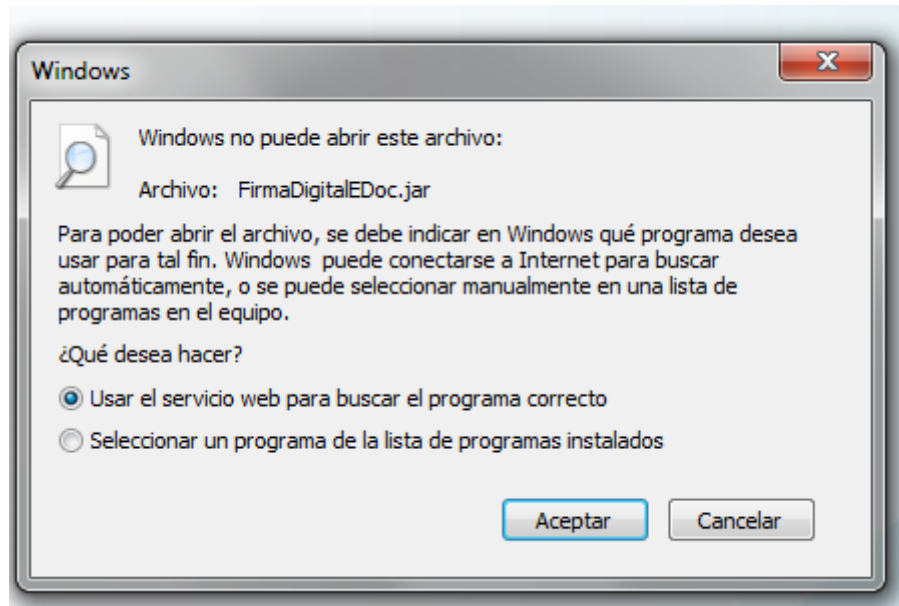 Windows
Windows no puede abrir este archivo:
Archivo: FirmaDigitalEDoc.jar
Para poder abrir el archivo, se debe indicar en Windows qué programa desea
usar para tal fin. Windows puede conectarse a Internet para buscar
automáticamente, o se puede seleccionar manualmente en una lista de
programas en el equipo.
¿Qué desea hacer?
Usar el servicio web para buscar el programa correcto
Seleccionar un programa de la lista de programas instalados
Aceptar Cancelar